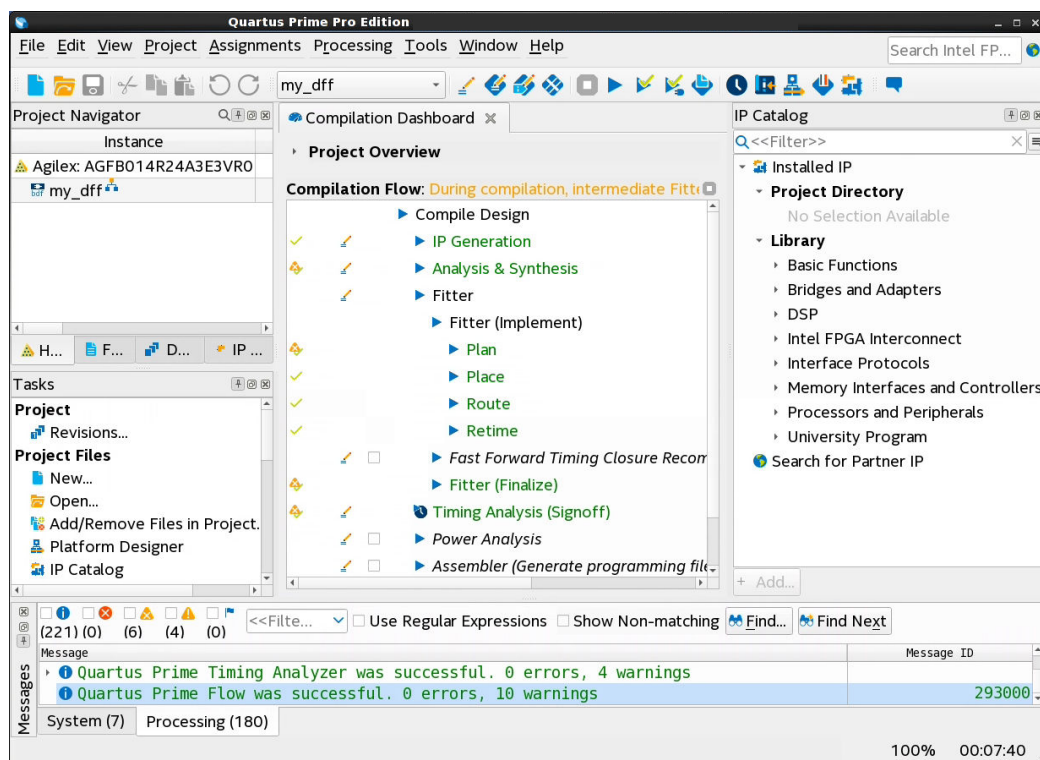 Quartus Prime Pro Edition
File Edit View Project Assignments Processing Tools Window Help
Search Intel FP...
my_dff
Project Navigator
Instance
Agilex: AGFB014R24A3E3VR0
my_dff
H... F... D... IP ...
Tasks
Project
Revisions...
Project Files
New...
Open...
Add/Remove Files in Project.
Platform Designer
IP Catalog
Compilation Dashboard
Project Overview
Compilation Flow: During compilation, intermediate Fitt
Compile Design
IP Generation
Analysis & Synthesis
Fitter
Fitter (Implement)
Plan
Place
Route
Retime
Fast Forward Timing Closure Recom
Fitter (Finalize)
Timing Analysis (Signoff)
Power Analysis
Assembler (Generate programming file
IP Catalog
<<Filter>>
Installed IP
Project Directory
No Selection Available
Library
Basic Functions
Bridges and Adapters
DSP
Intel FPGA Interconnect
Interface Protocols
Memory Interfaces and Controllers
Processors and Peripherals
University Program
Search for Partner IP
+ Add...
Messages
(221) (0) (6) (4) (0)
<<Filte... Use Regular Expressions Show Non-matching Find... Find Next
Message Message ID
Quartus Prime Timing Analyzer was successful. 0 errors, 4 warnings
Quartus Prime Flow was successful. 0 errors, 10 warnings 293000
System (7) Processing (180)
100% 00:07:40